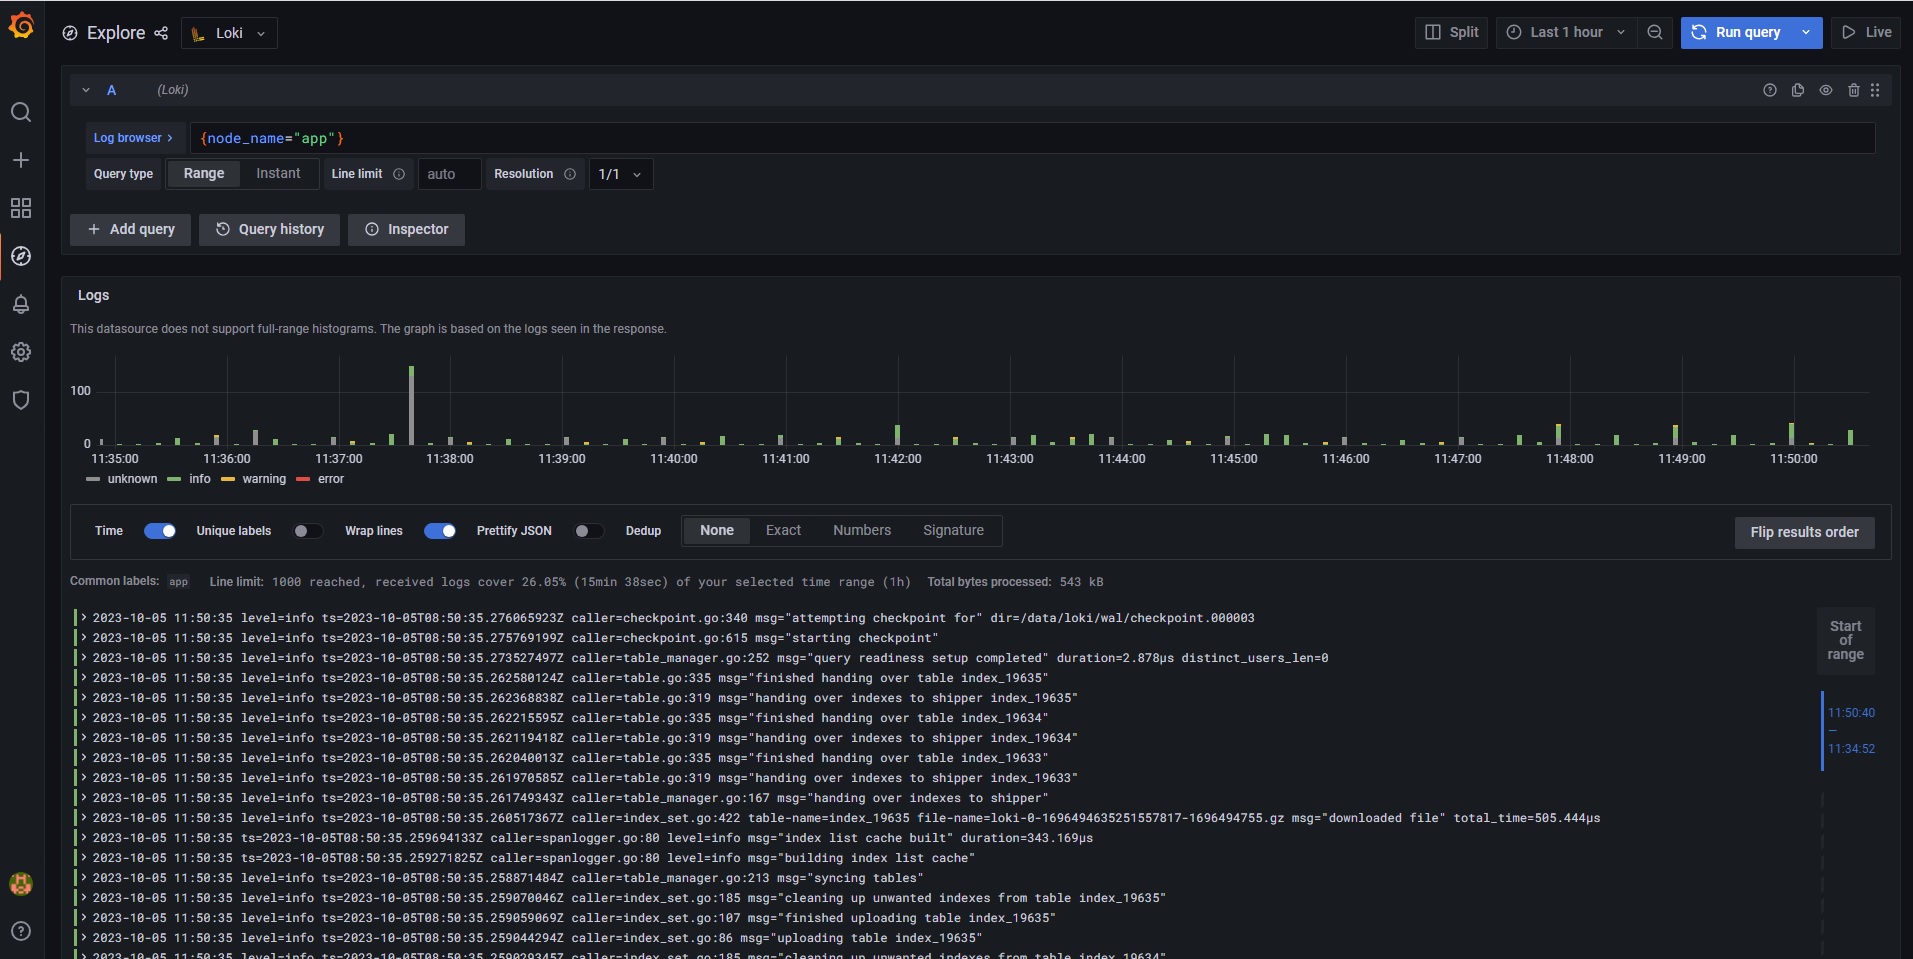 Explore Loki Split Last 1 hour Run query Live
A (Loki)
Log browser > {node_name="app"}
Query type Range Instant Line limit auto Resolution 1/1
+ Add query Query history Inspector
Logs
This datasource does not support full-range histograms. The graph is based on the logs seen in the response.
100
0
11:35:00 11:36:00 11:37:00 11:38:00 11:39:00 11:40:00 11:41:00 11:42:00 11:43:00 11:44:00 11:45:00 11:46:00 11:47:00 11:48:00 11:49:00 11:50:00
unknown info warning error
Time Unique labels Wrap lines Prettify JSON Dedup None Exact Numbers Signature Flip results order
Common labels: app Line limit: 1000 reached, received logs cover 26.05% (15min 38sec) of your selected time range (1h) Total bytes processed: 543 kB
> 2023-10-05 11:50:35 level=info ts=2023-10-05T08:50:35.276065923Z caller=checkpoint.go:340 msg="attempting checkpoint for" dir=/data/loki/wal/checkpoint.000003
> 2023-10-05 11:50:35 level=info ts=2023-10-05T08:50:35.275769199Z caller=checkpoint.go:615 msg="starting checkpoint"
> 2023-10-05 11:50:35 level=info ts=2023-10-05T08:50:35.273527497Z caller=table_manager.go:252 msg="query readiness setup completed" duration=2.878µs distinct_users_len=0
> 2023-10-05 11:50:35 level=info ts=2023-10-05T08:50:35.262580124Z caller=table.go:335 msg="finished handing over table index_19635"
> 2023-10-05 11:50:35 level=info ts=2023-10-05T08:50:35.262368838Z caller=table.go:319 msg="handing over indexes to shipper index_19635"
> 2023-10-05 11:50:35 level=info ts=2023-10-05T08:50:35.262215595Z caller=table.go:335 msg="finished handing over table index_19634"
> 2023-10-05 11:50:35 level=info ts=2023-10-05T08:50:35.262119418Z caller=table.go:319 msg="handing over indexes to shipper index_19634"
> 2023-10-05 11:50:35 level=info ts=2023-10-05T08:50:35.262040013Z caller=table.go:335 msg="finished handing over table index_19633"
> 2023-10-05 11:50:35 level=info ts=2023-10-05T08:50:35.261970585Z caller=table.go:319 msg="handing over indexes to shipper index_19633"
> 2023-10-05 11:50:35 level=info ts=2023-10-05T08:50:35.261749343Z caller=table_manager.go:167 msg="handing over indexes to shipper"
> 2023-10-05 11:50:35 level=info ts=2023-10-05T08:50:35.260517367Z caller=index_set.go:422 table-name=index_19635 file-name=loki-0-1696494635251557817-1696494755.gz msg="downloaded file" total_time=505.444µs
> 2023-10-05 11:50:35 ts=2023-10-05T08:50:35.259694133Z caller=spanlogger.go:80 level=info msg="index list cache built" duration=343.169µs
> 2023-10-05 11:50:35 ts=2023-10-05T08:50:35.259271825Z caller=spanlogger.go:80 level=info msg="building index list cache"
> 2023-10-05 11:50:35 level=info ts=2023-10-05T08:50:35.258871484Z caller=table_manager.go:213 msg="syncing tables"
> 2023-10-05 11:50:35 level=info ts=2023-10-05T08:50:35.259070046Z caller=index_set.go:185 msg="cleaning up unwanted indexes from table index_19635"
> 2023-10-05 11:50:35 level=info ts=2023-10-05T08:50:35.259059069Z caller=index_set.go:107 msg="finished uploading table index_19635"
> 2023-10-05 11:50:35 level=info ts=2023-10-05T08:50:35.259044294Z caller=index_set.go:86 msg="uploading table index_19635"
> 2023-10-05 11:50:35 level=info ts=2023-10-05T08:50:35.259029345Z caller=index_set.go:185 msg="cleaning up unwanted indexes from table index_19634"
Start
of
range
11:50:40
—
11:34:52